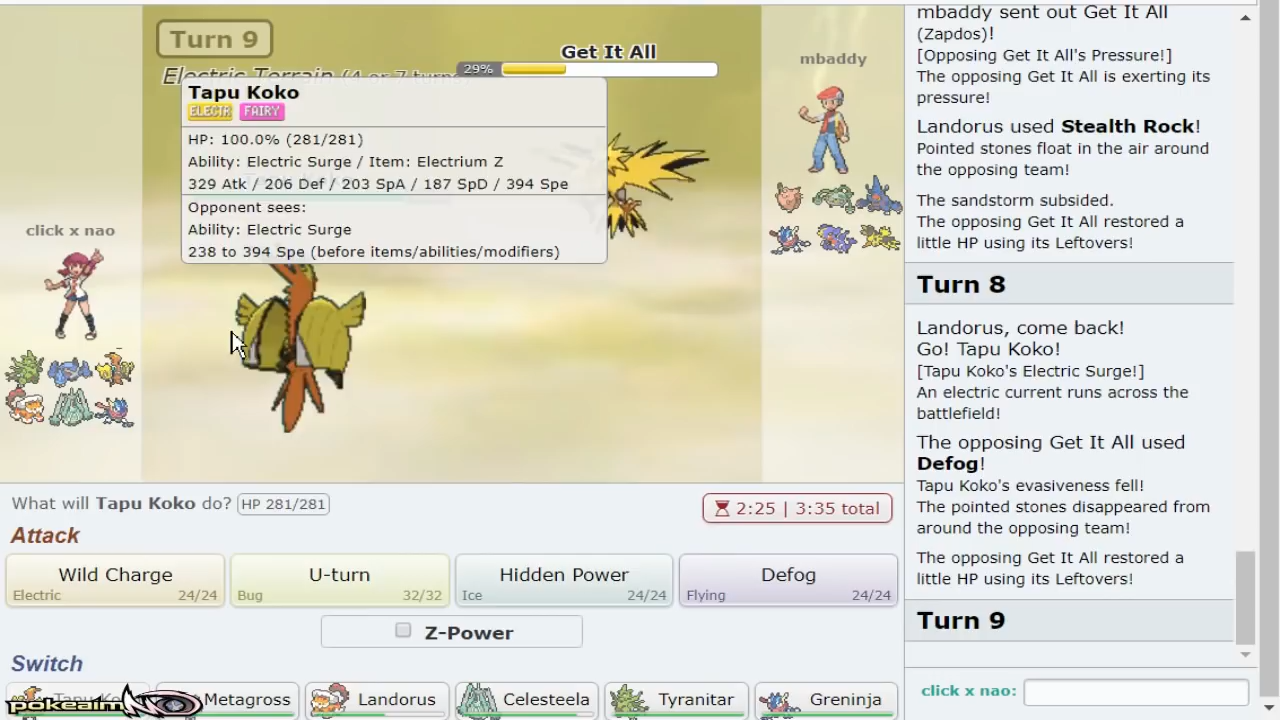 Turn 9
Get It All
29%
Electric Terrain (4 or 7 turns)
Tapu Koko
ELECTR FAIRY
HP: 100.0% (281/281)
Ability: Electric Surge / Item: Electrium Z
329 Atk / 206 Def / 203 SpA / 187 SpD / 394 Spe
Opponent sees:
Ability: Electric Surge
238 to 394 Spe (before items/abilities/modifiers)
mbaddy
click x nao
What will Tapu Koko do? HP 281/281
2:25 | 3:35 total
Attack
Wild Charge
Electric 24/24
U-turn
Bug 32/32
Hidden Power
Ice 24/24
Defog
Flying 24/24
Z-Power
Switch
Metagross
Landorus
Celesteela
Tyranitar
Greninja
pokeaimNO
mbaddy sent out Get It All
(Zapdos)!
[Opposing Get It All's Pressure!]
The opposing Get It All is exerting its
pressure!
Landorus used Stealth Rock!
Pointed stones float in the air around
the opposing team!
The sandstorm subsided.
The opposing Get It All restored a
little HP using its Leftovers!
Turn 8
Landorus, come back!
Go! Tapu Koko!
[Tapu Koko's Electric Surge!]
An electric current runs across the
battlefield!
The opposing Get It All used
Defog!
Tapu Koko's evasiveness fell!
The pointed stones disappeared from
around the opposing team!
The opposing Get It All restored a
little HP using its Leftovers!
Turn 9
click x nao: